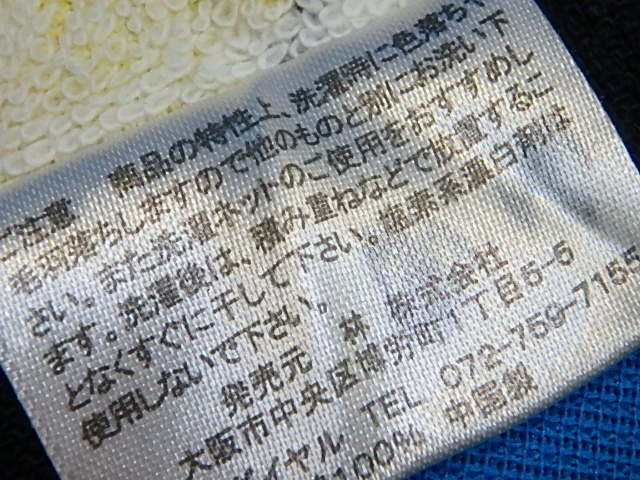 ご注意 商品の特性上、洗濯時に色落ちや
毛羽落ちしますので他のものと別にお洗い下
さい。また洗濯ネットのご使用をおすすめし
ます。洗濯後は、積み重ねなどで放置するこ
となくすぐに干して下さい。塩素系漂白剤は
使用しないで下さい。
発売元 林 株式会社
大阪市中央区博労町1丁目5-6
ダイヤル TEL 072-759-7155
100% 中国製